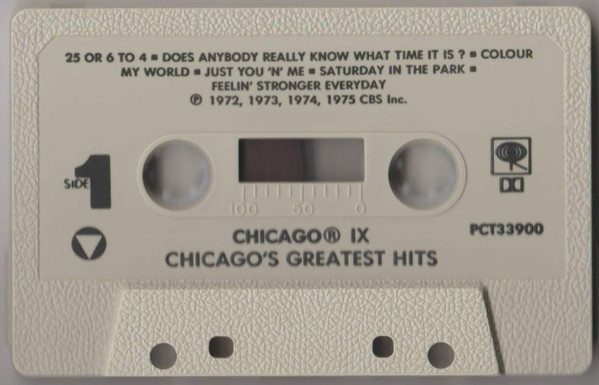 25 OR 6 TO 4 ■ DOES ANYBODY REALLY KNOW WHAT TIME IT IS ? ■ COLOUR
MY WORLD ■ JUST YOU 'N' ME ■ SATURDAY IN THE PARK ■
FEELIN' STRONGER EVERYDAY
℗ 1972, 1973, 1974, 1975 CBS Inc.
SIDE 1
100 50 0
CHICAGO® IX
PCT33900
CHICAGO'S GREATEST HITS